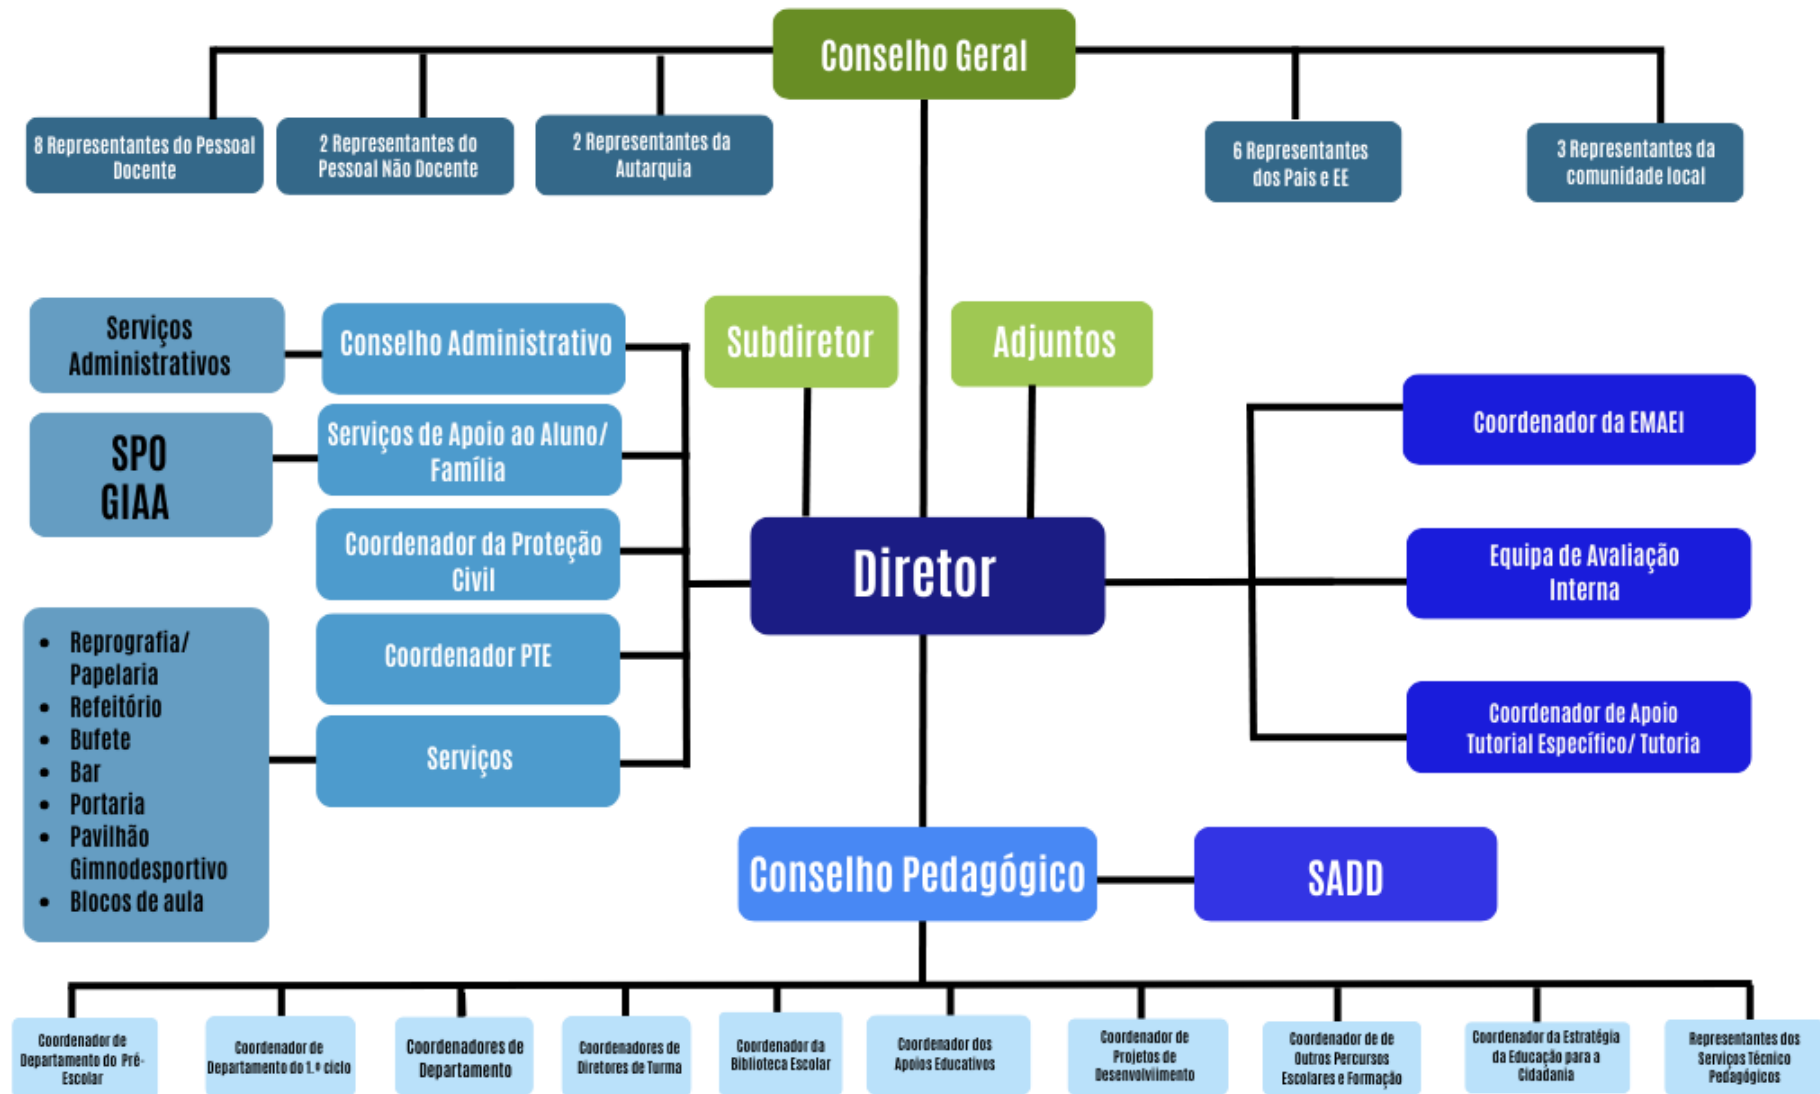 Conselho Geral
8 Representantes do Pessoal
Docente
2 Representantes do
Pessoal Não Docente
2 Representantes da
Autarquia
6 Representantes
dos Pais e EE
3 Representantes da
comunidade local
Serviços
Administrativos
Conselho Administrativo
Subdiretor
Adjuntos
SPO
GIAA
Serviços de Apoio ao Aluno/
Família
Coordenador da Proteção
Civil
Coordenador PTE
Serviços
• Reprografia/
Papelaria
• Refeitório
• Bufete
• Bar
• Portaria
• Pavilhão
Gimnodesportivo
• Blocos de aula
Diretor
Coordenador da EMAEI
Equipa de Avaliação
Interna
Coordenador de Apoio
Tutorial Específico/ Tutoria
Conselho Pedagógico
SADD
Coordenador de
Departamento do Pré-
Escolar
Coordenador de
Departamento do 1.º ciclo
Coordenadores de
Departamento
Coordenadores de
Diretores de Turma
Coordenador da
Biblioteca Escolar
Coordenador dos
Apoios Educativos
Coordenador de
Projetos de
Desenvolviimento
Coordenador de de
Outros Percursos
Escolares e Formação
Coordenador da Estratégia
da Educação para a
Cidadania
Representantes dos
Serviços Técnico
Pedagógicos